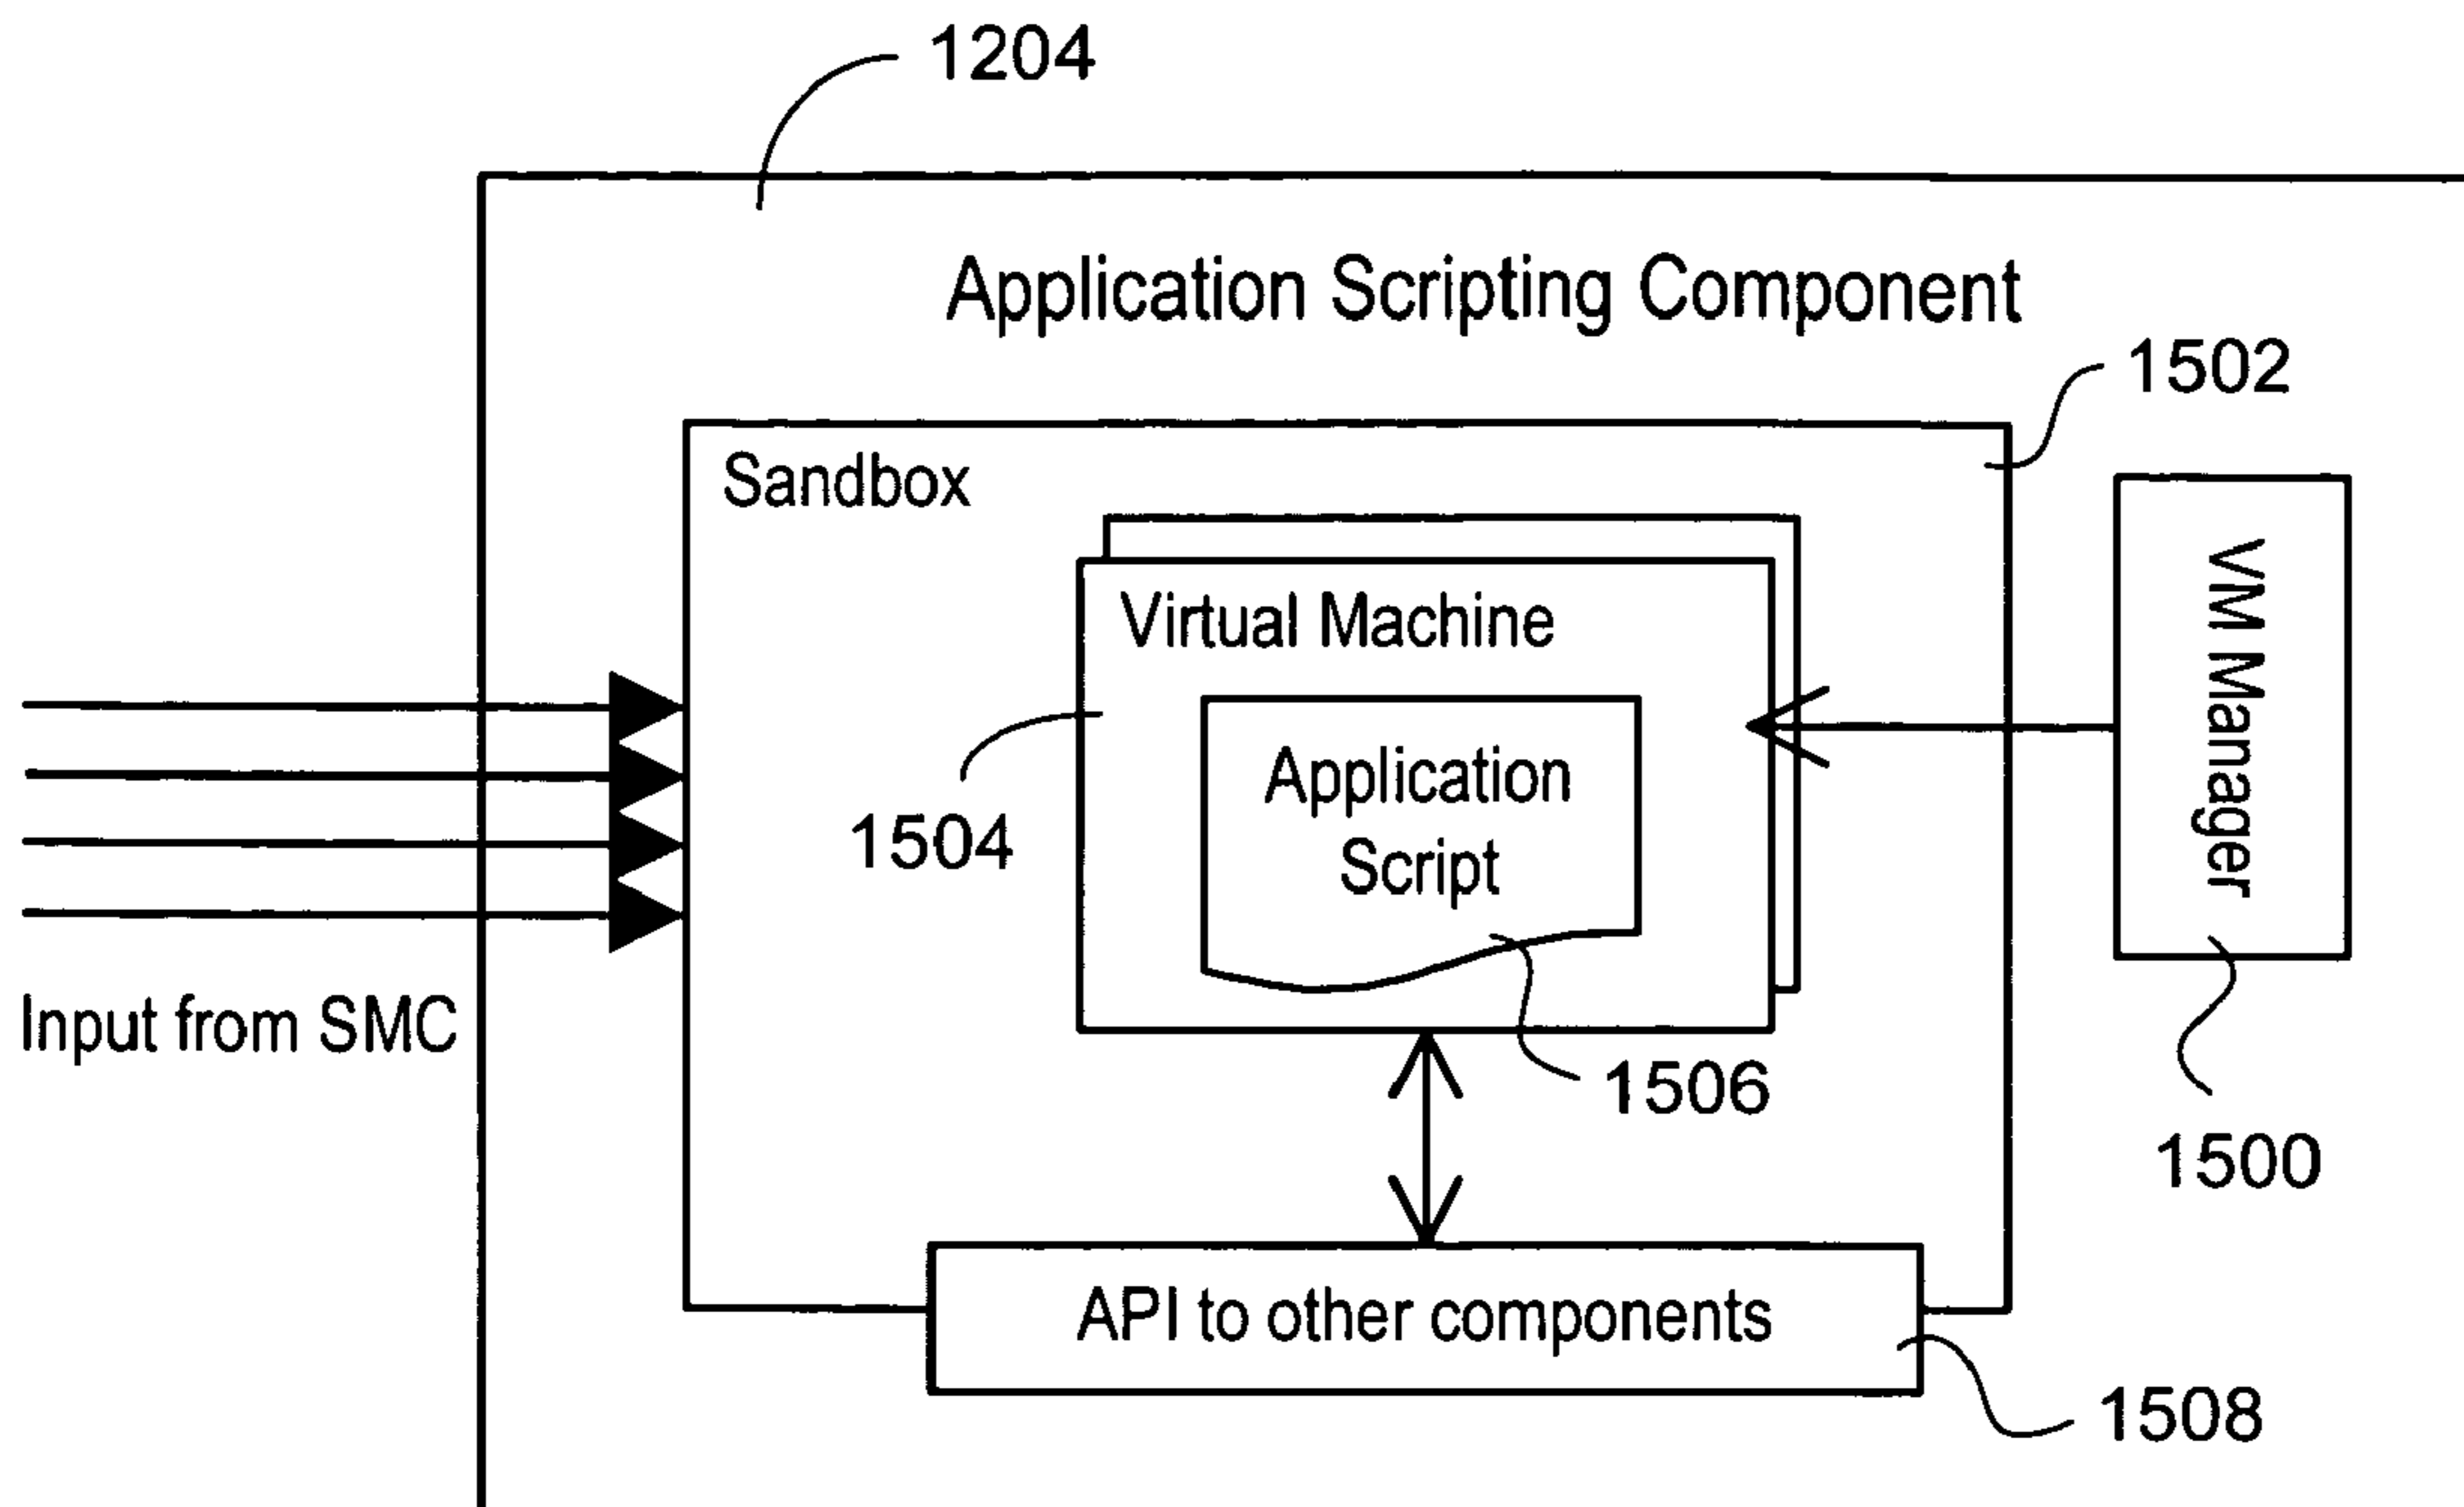 1204
Application Scripting Component
1502
Sandbox
Virtual Machine
VM Manager
Application
Script
1504
Input from SMC
1506
1500
API to other components
1508